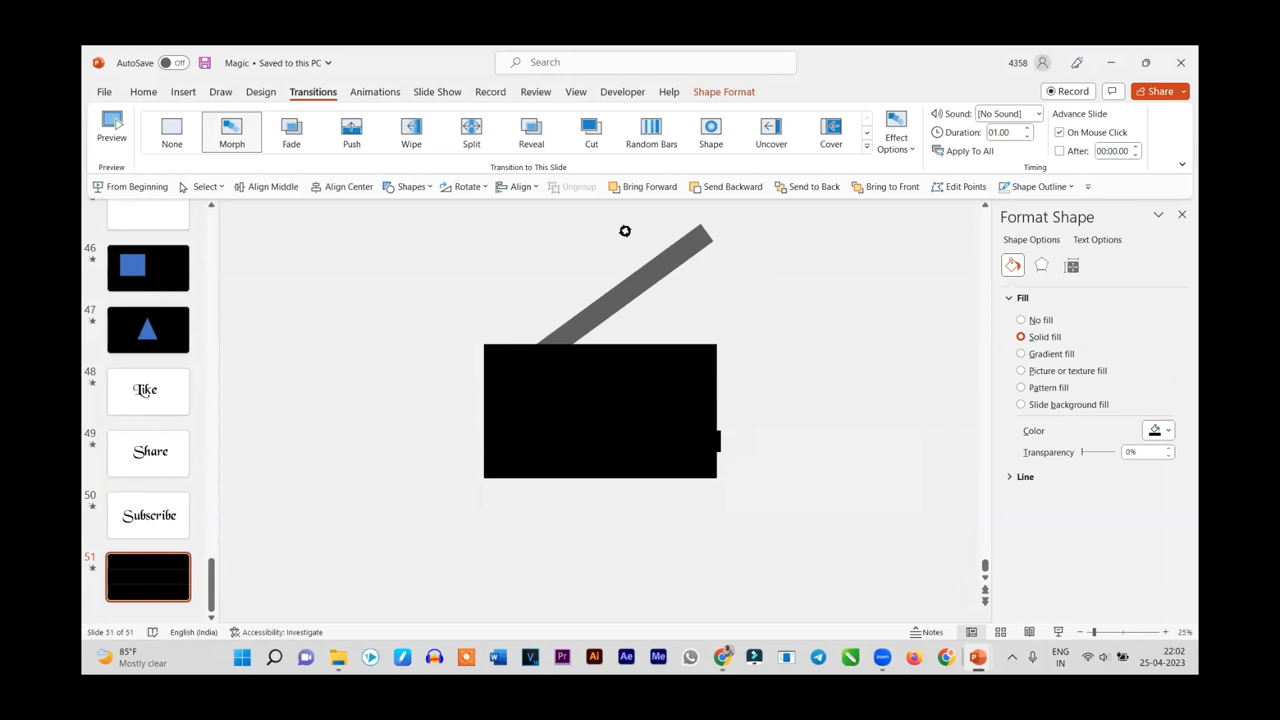 AutoSave Off Magic • Saved to this PC Search 4358
File Home Insert Draw Design Transitions Animations Slide Show Record Review View Developer Help Shape Format Record Share
Preview None Morph Fade Push Wipe Split Reveal Cut Random Bars Shape Uncover Cover Effect Options
Sound: [No Sound] Advance Slide
Duration: 01.00 On Mouse Click
Apply To All After: 00:00.00
Preview Transition to This Slide Timing
From Beginning Select Align Middle Align Center Shapes Rotate Align Ungroup Bring Forward Send Backward Send to Back Bring to Front Edit Points Shape Outline
46
47
48
Like
49
Share
50
Subscribe
51
Format Shape
Shape Options Text Options
Fill
No fill
Solid fill
Gradient fill
Picture or texture fill
Pattern fill
Slide background fill
Color
Transparency 0%
Line
Slide 51 of 51 English (India) Accessibility: Investigate Notes 25%
85°F
Mostly clear
W V Pr Ai Ae Me
ENG
IN
22:02
25-04-2023